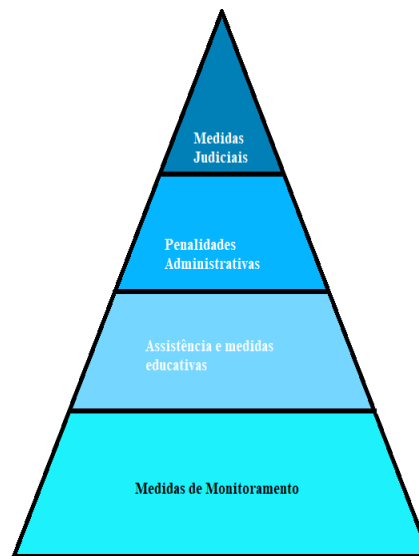 Medidas
Judiciais
Penalidades
Administrativas
Assistência e medidas
educativas
Medidas de Monitoramento